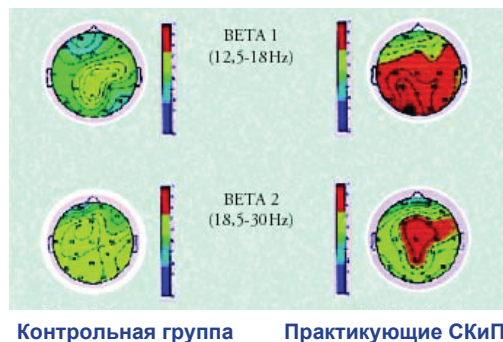 BETA 1
(12,5-18Hz)
BETA 2
(18,5-30Hz)
Контрольная группа Практикующие СКиП